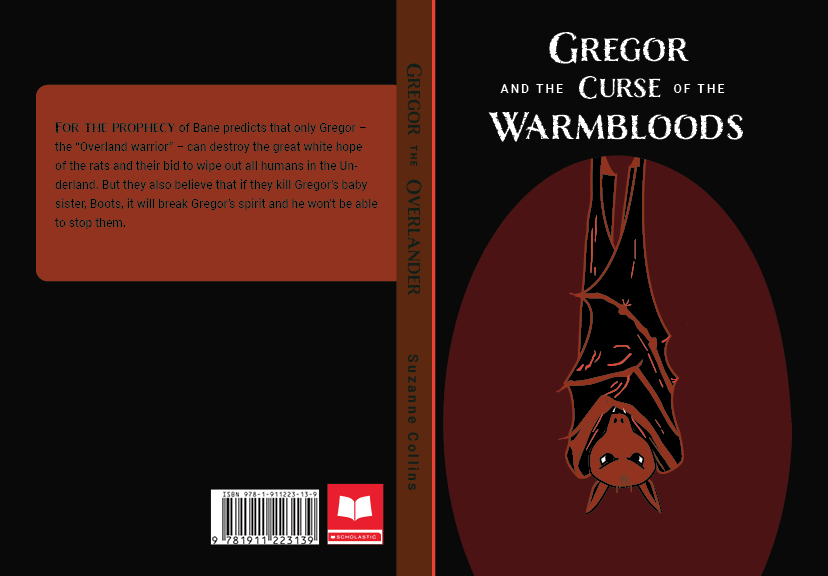 FOR THE PROPHECY of Bane predicts that only Gregor –
the “Overland warrior” – can destroy the great white hope
of the rats and their bid to wipe out all humans in the Un-
derland. But they also believe that if they kill Gregor's baby
sister, Boots, it will break Gregor's spirit and he won't be able
to stop them.
ISBN 978-1-911223-13-9
9 781911 223139
SCHOLASTIC
GREGOR THE OVERLANDER
Suzanne Collins
GREGOR
AND THE CURSE OF THE
WARMBLOODS